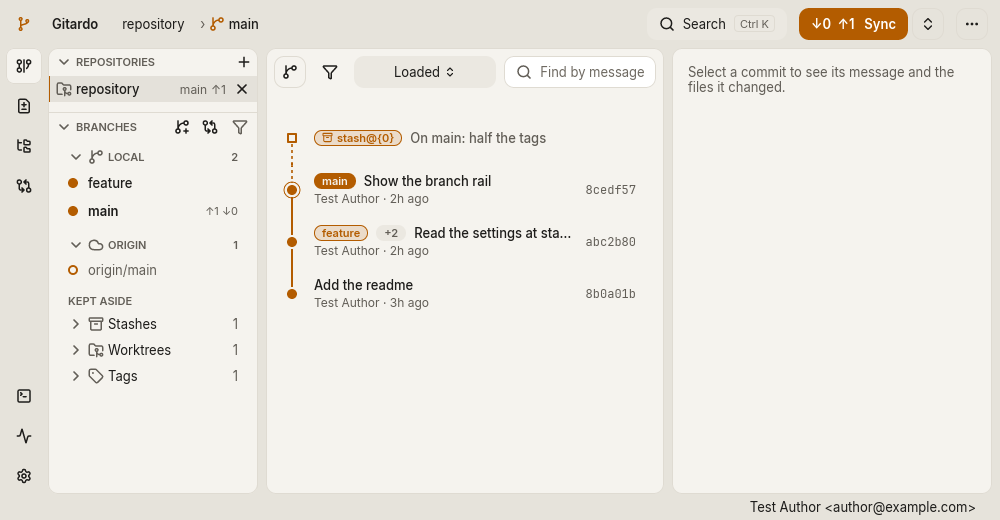 Gitardo repository main Search Ctrl K ↓0 ↑1 Sync
REPOSITORIES
repository main ↑1
BRANCHES
LOCAL 2
feature
main ↑1 ↓0
ORIGIN 1
origin/main
KEPT ASIDE
Stashes 1
Worktrees 1
Tags 1
Loaded Find by message
stash@{0} On main: half the tags
main Show the branch rail
Test Author · 2h ago 8cedf57
feature +2 Read the settings at sta...
Test Author · 2h ago abc2b80
Add the readme
Test Author · 3h ago 8b0a01b
Select a commit to see its message and the
files it changed.
Test Author <author@example.com>